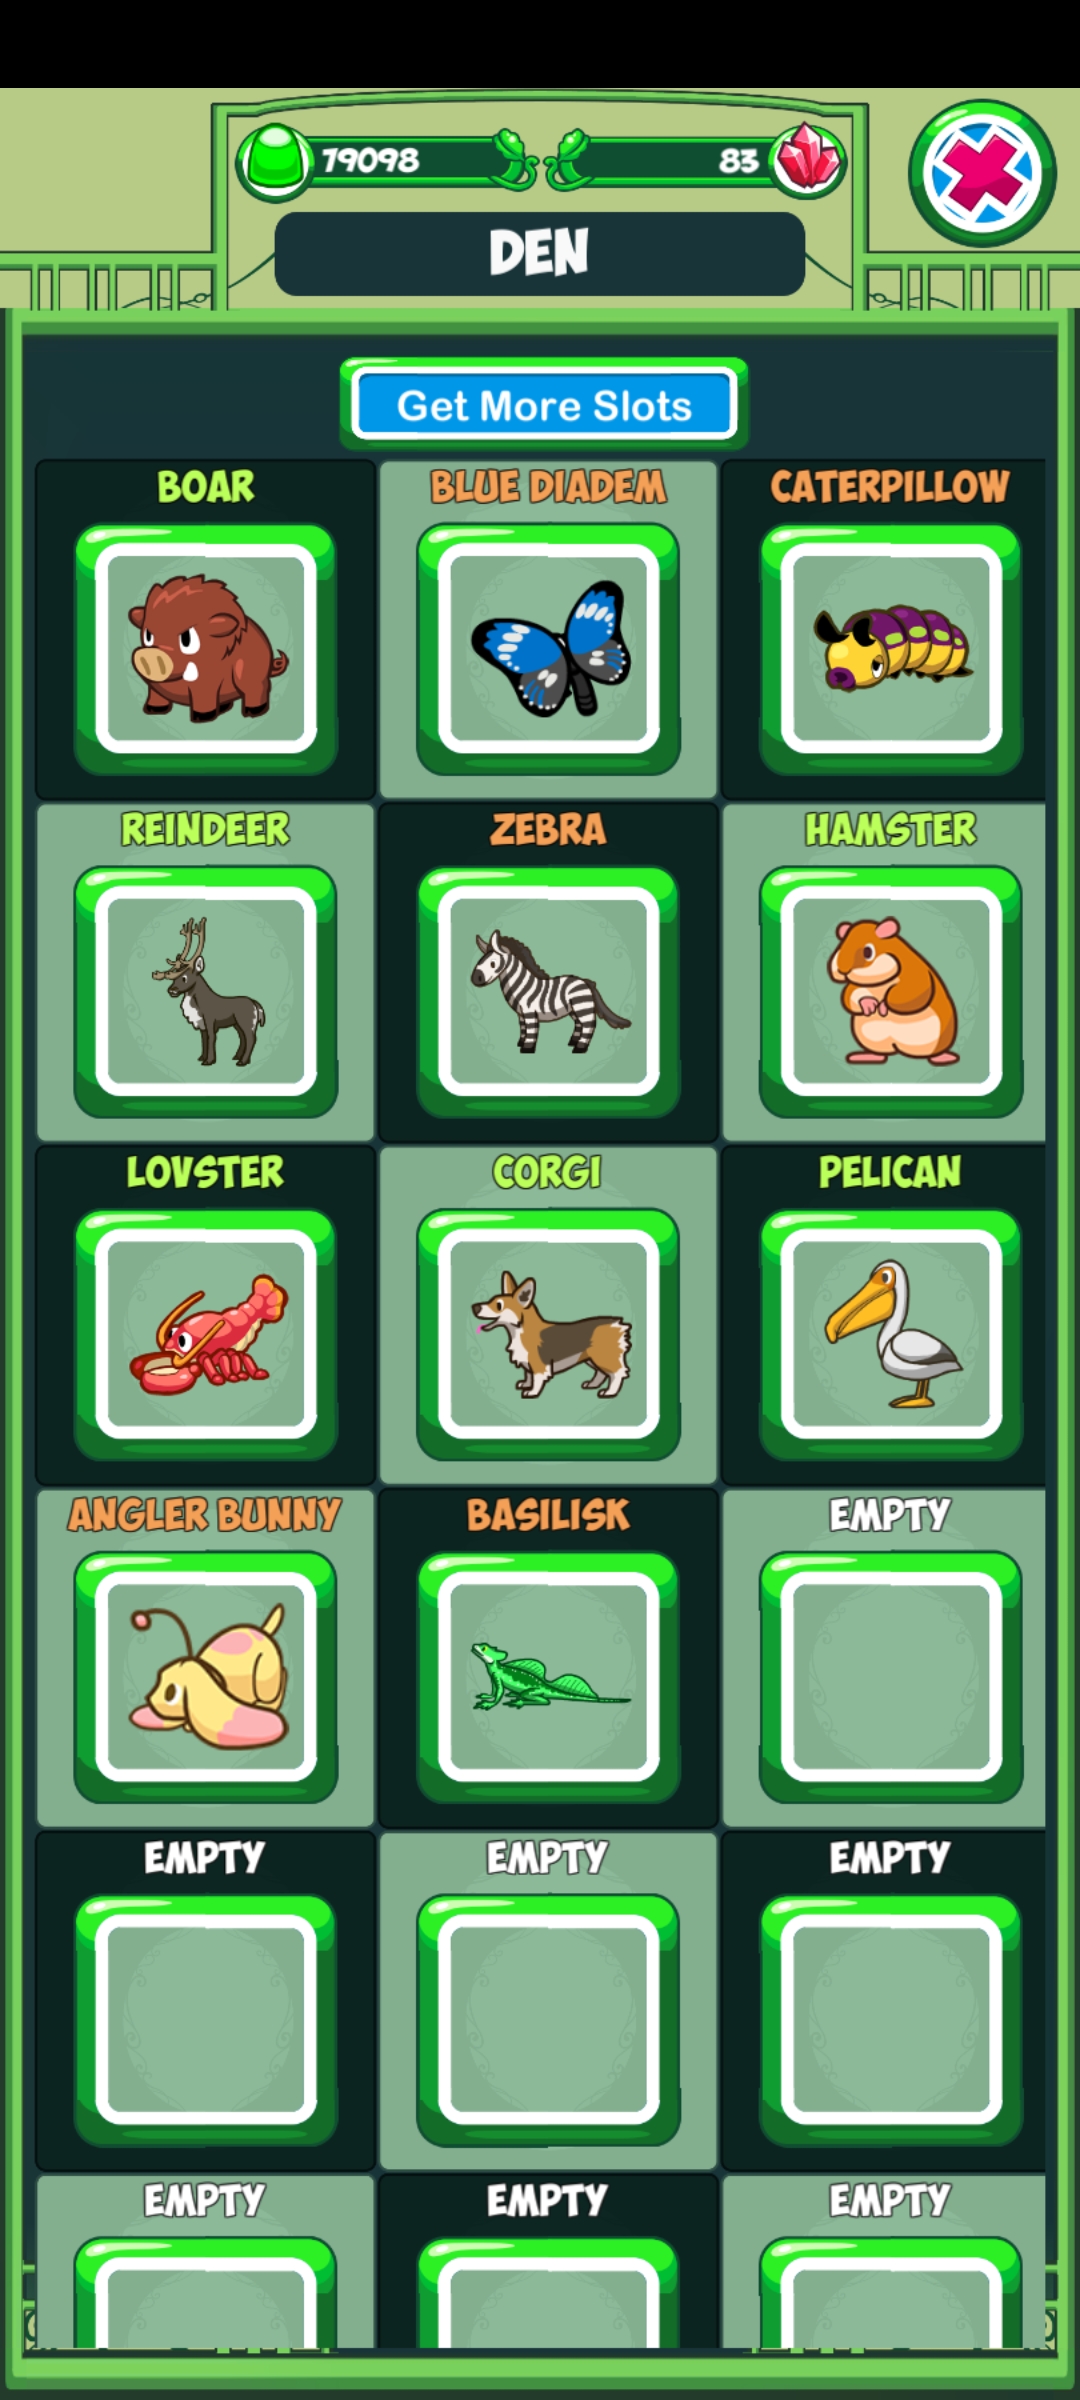 79098 83
DEN
Get More Slots
BOAR BLUE DIADEM CATERPILLOW
REINDEER ZEBRA HAMSTER
LOVSTER CORGI PELICAN
ANGLER BUNNY BASILISK EMPTY
EMPTY EMPTY EMPTY
EMPTY EMPTY EMPTY